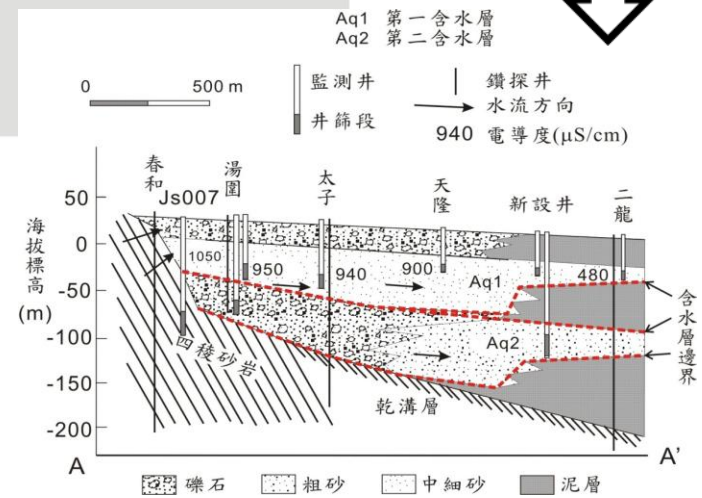 Aq1 第一含水層
Aq2 第二含水層
0 500 m
監測井
井篩段
鑽探井
水流方向
940 電導度(μS/cm)
春和
Js007
湯圍
太子
天隆
新設井
二龍
海拔標高
(m)
50
0
-50
-100
-150
-200
1050
950
940
900
480
Aq1
Aq2
四稜砂岩
乾溝層
含水層邊界
A
A'
礫石
粗砂
中細砂
泥層